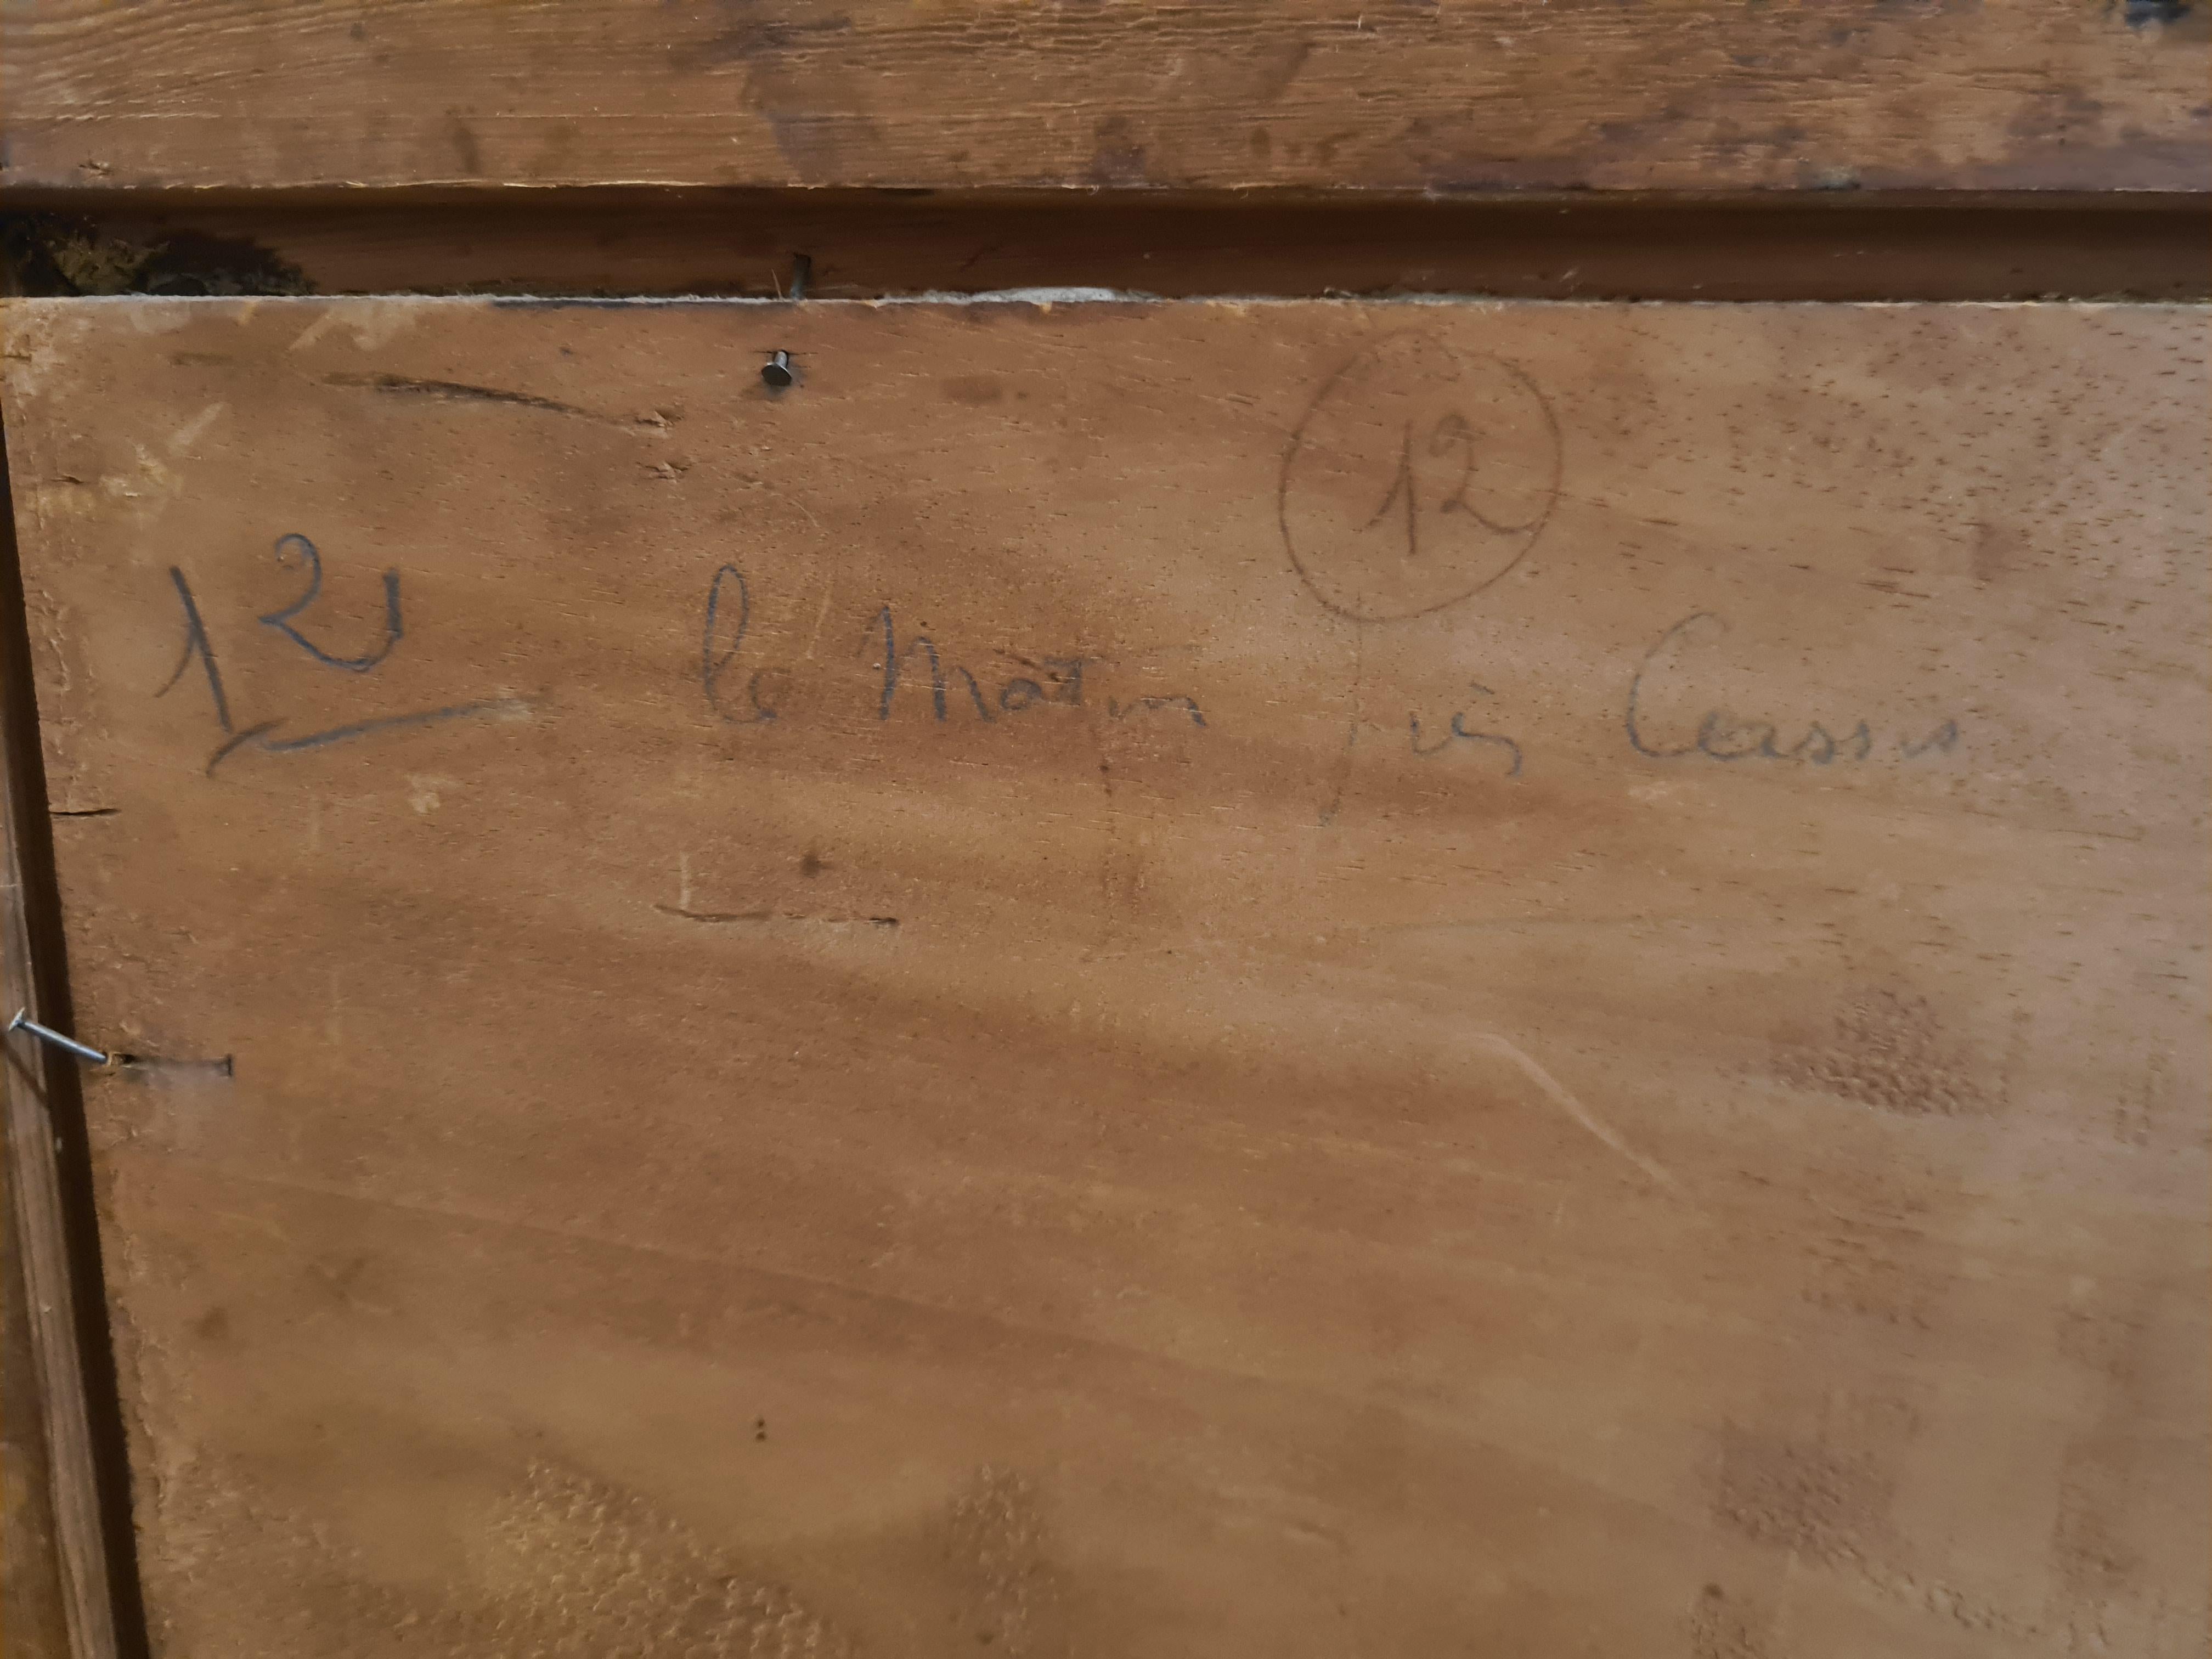 12
12 le Matin près Cassis